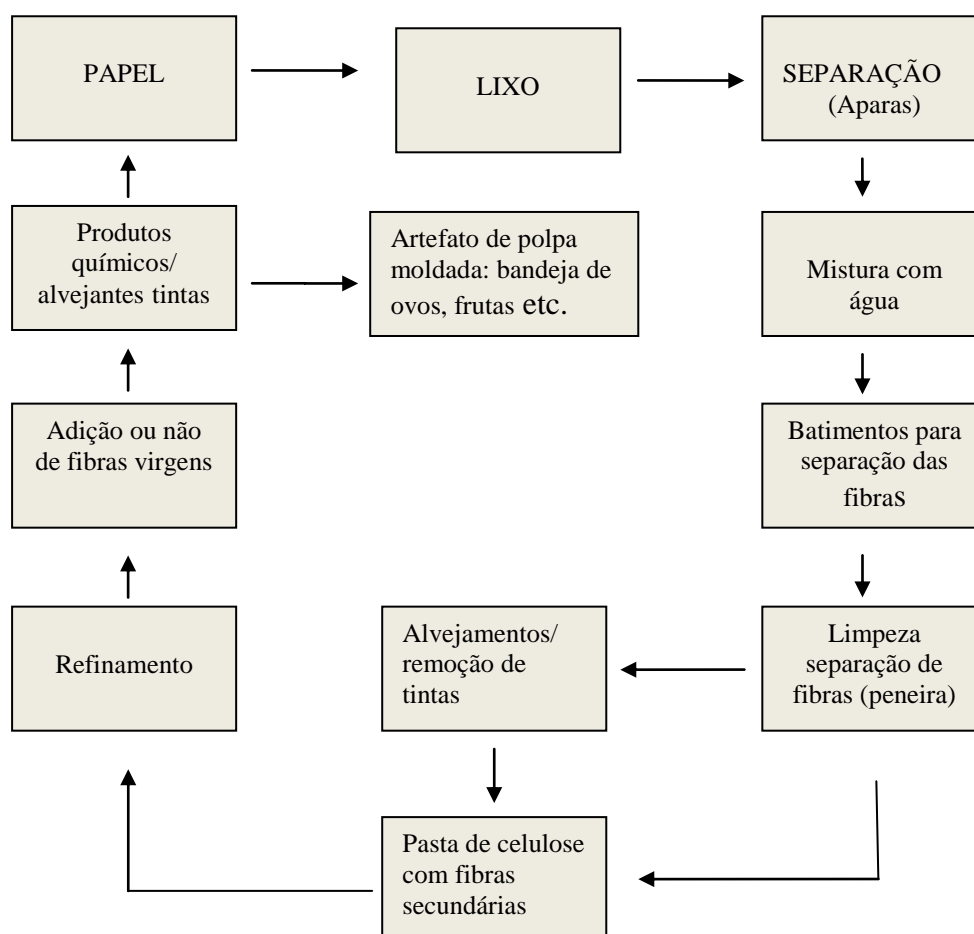 PAPEL
LIXO
SEPARAÇÃO
(Aparas)
Produtos
químicos/
alvejantes tintas
Artefato de polpa
moldada: bandeja de
ovos, frutas etc.
Mistura com
água
Adição ou não
de fibras virgens
Batimentos para
separação das
fibras
Refinamento
Alvejamentos/
remoção de
tintas
Limpeza
separação de
fibras (peneira)
Pasta de celulose
com fibras
secundárias